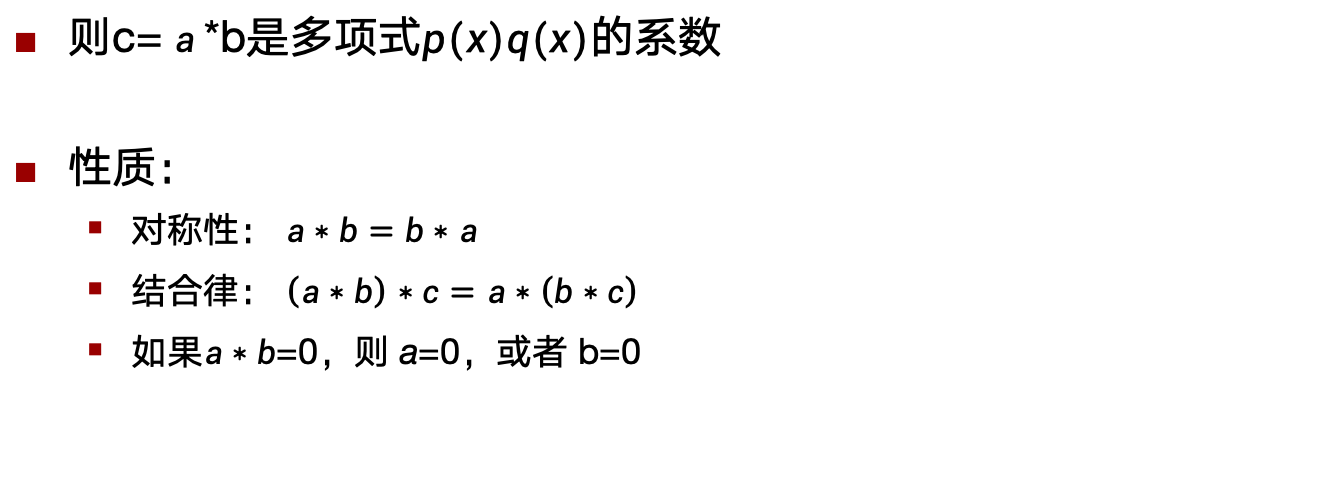 则c= a *b是多项式p(x)q(x)的系数
性质：
对称性： a ∗ b = b ∗ a
结合律： (a ∗ b) ∗ c = a ∗ (b ∗ c)
如果a ∗ b=0，则 a=0，或者 b=0